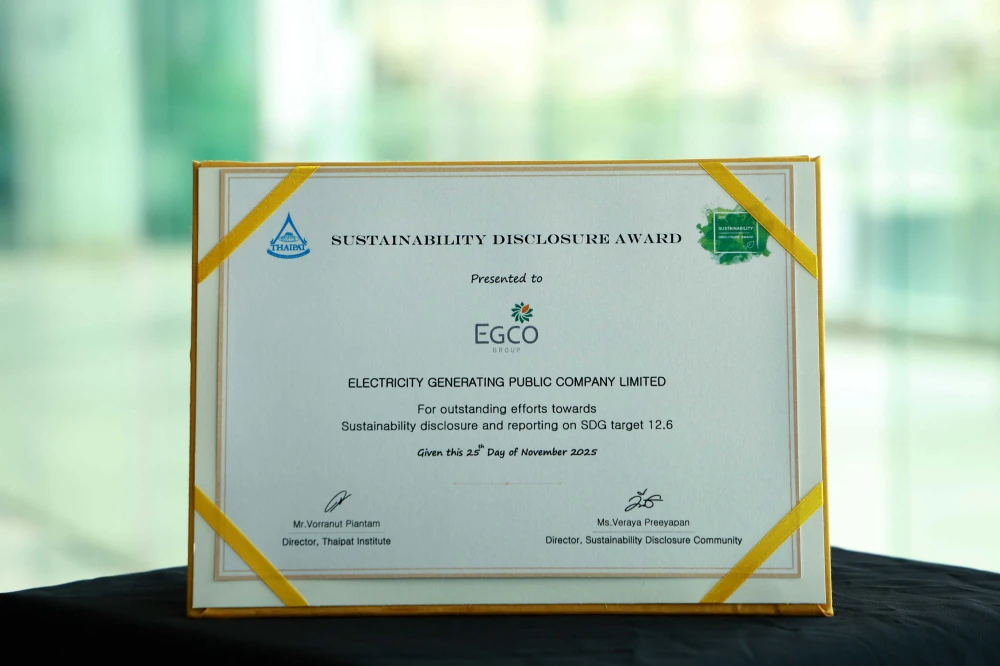 THAIPAT
SUSTAINABILITY DISCLOSURE AWARD
SUSTAINABILITY
DISCLOSURE AWARD
Presented to
EGCO
GROUP
ELECTRICITY GENERATING PUBLIC COMPANY LIMITED
For outstanding efforts towards
Sustainability disclosure and reporting on SDG target 12.6
Given this 25th Day of November 2025
Mr.Vorranut Piantam
Director, Thaipat Institute
Ms.Veraya Preeyapan
Director, Sustainability Disclosure Community